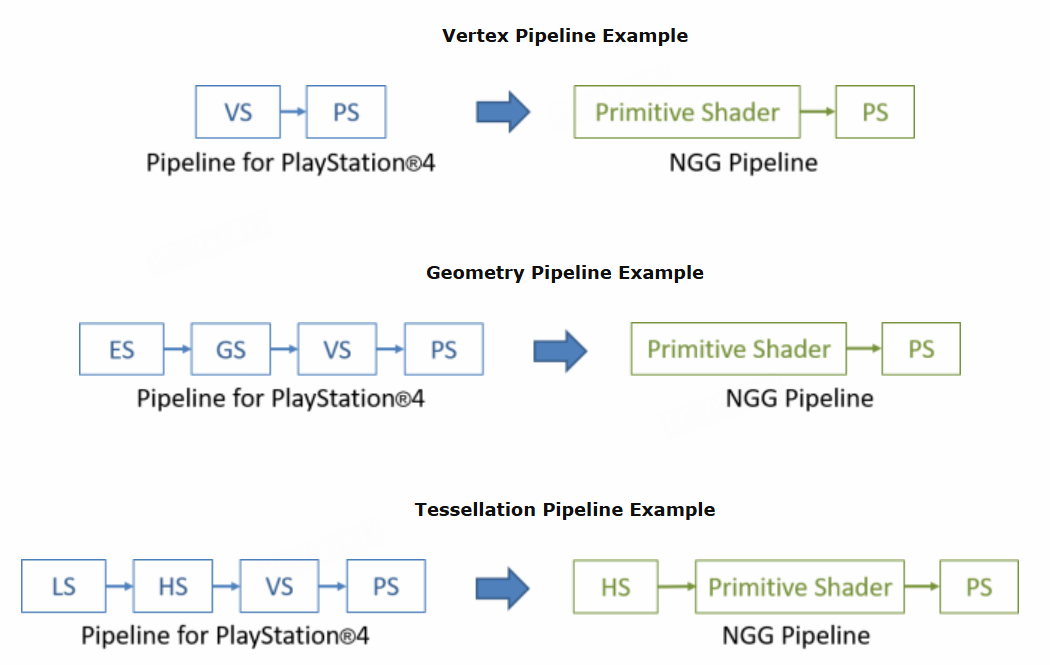 Vertex Pipeline Example
VS PS Primitive Shader PS
Pipeline for PlayStation®4 NGG Pipeline
Geometry Pipeline Example
ES GS VS PS Primitive Shader PS
Pipeline for PlayStation®4 NGG Pipeline
Tessellation Pipeline Example
LS HS VS PS HS Primitive Shader PS
Pipeline for PlayStation®4 NGG Pipeline